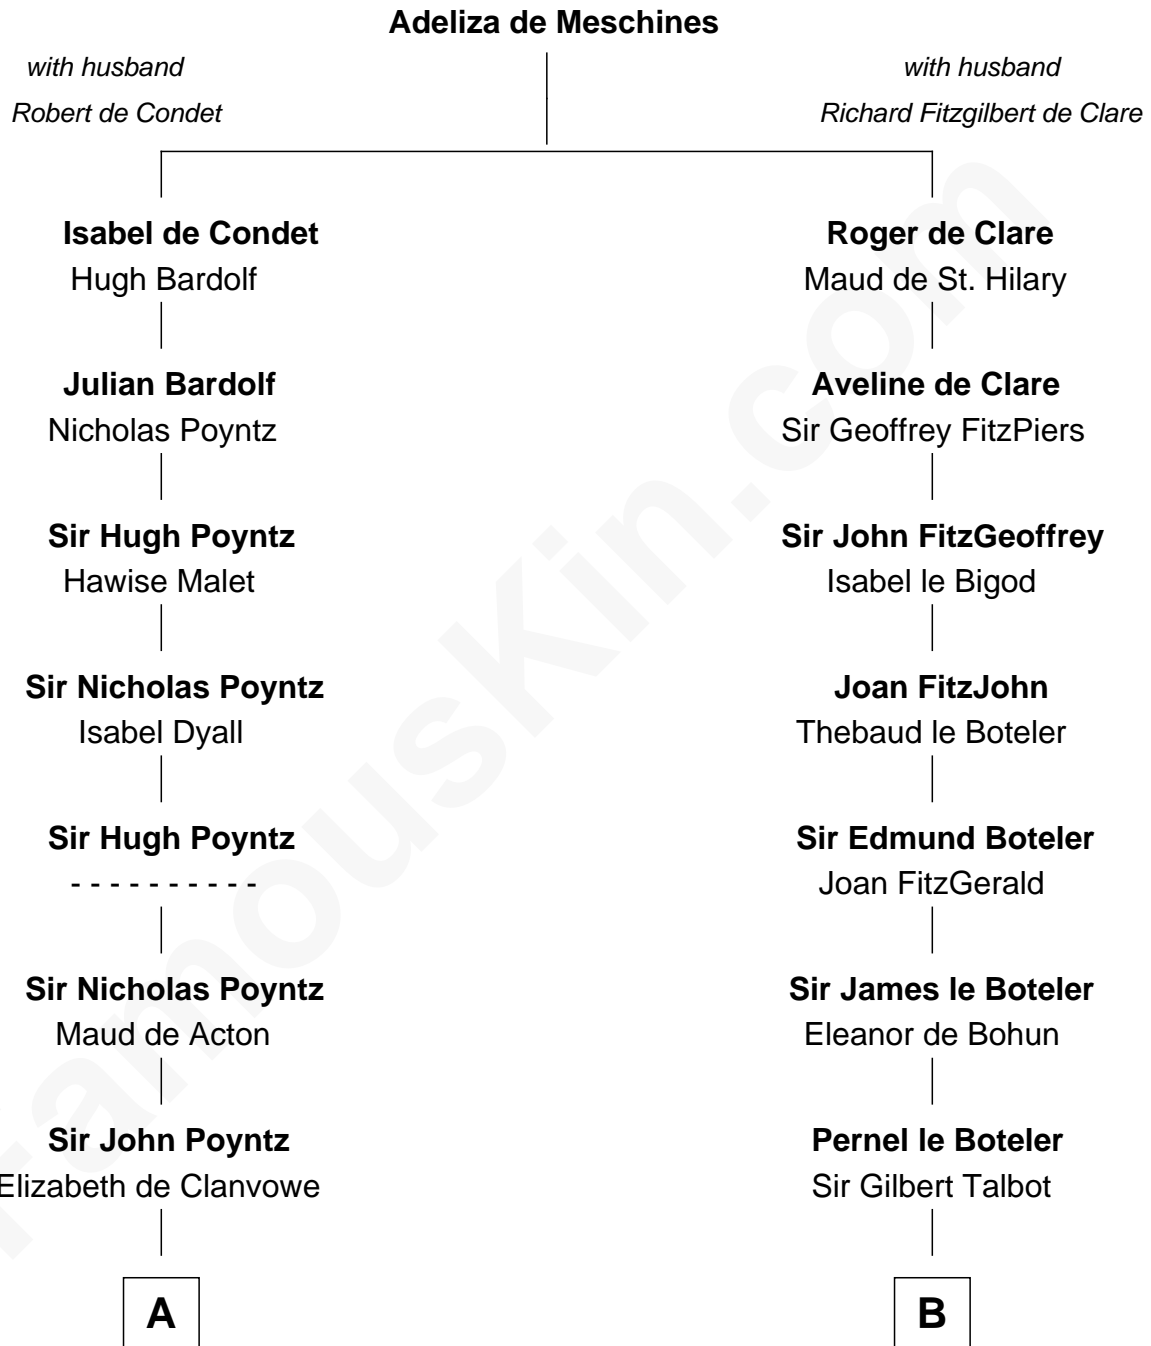 Adeliza de Meschines
with husband
Robert de Condet
with husband
Richard Fitzgilbert de Clare
Isabel de Condet
Hugh Bardolf
Roger de Clare
Maud de St. Hilary
Julian Bardolf
Nicholas Poyntz
Aveline de Clare
Sir Geoffrey FitzPiers
Sir Hugh Poyntz
Hawise Malet
Sir John FitzGeoffrey
Isabel le Bigod
Sir Nicholas Poyntz
Isabel Dyall
Joan FitzJohn
Thebaud le Boteler
Sir Hugh Poyntz
- - - - - - - - - -
Sir Edmund Boteler
Joan FitzGerald
Sir Nicholas Poyntz
Maud de Acton
Sir James le Boteler
Eleanor de Bohun
Sir John Poyntz
Elizabeth de Clanvowe
Pernel le Boteler
Sir Gilbert Talbot
A
B
FamousKin.com